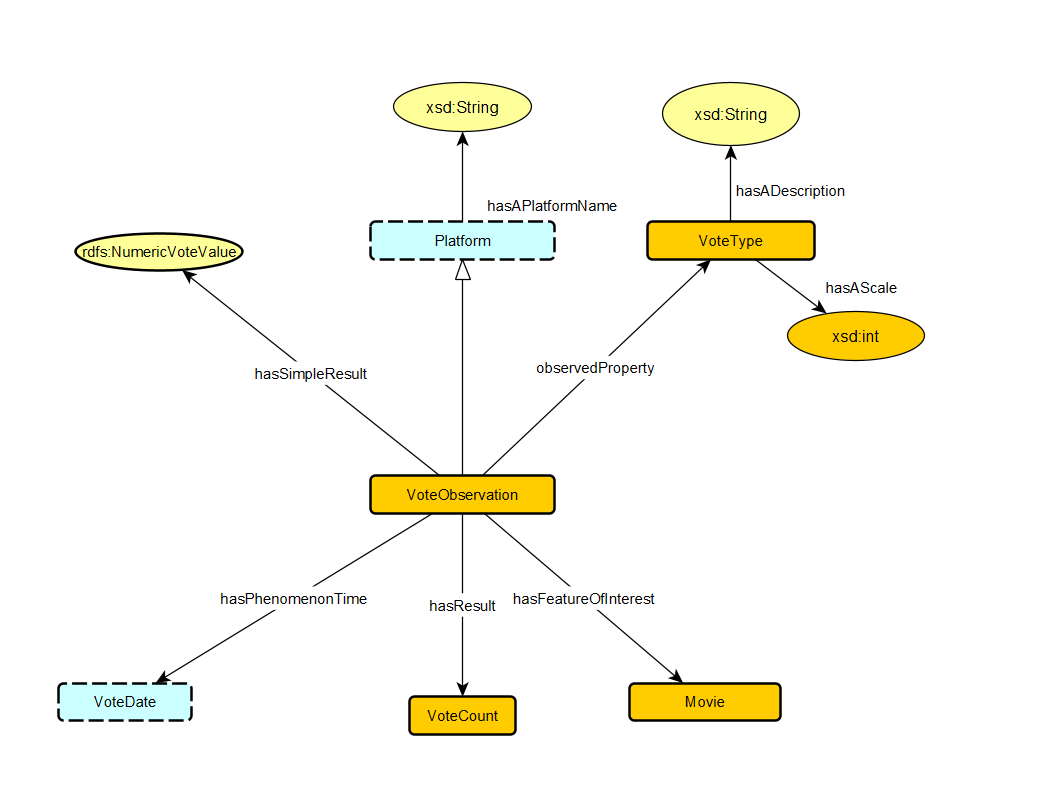 xsd:String
xsd:String
hasADescription
hasAPlatformName
Platform
VoteType
rdfs:NumericVoteValue
hasAScale
xsd:int
hasSimpleResult
observedProperty
VoteObservation
hasPhenomenonTime
hasResult
hasFeatureOfInterest
VoteDate
VoteCount
Movie